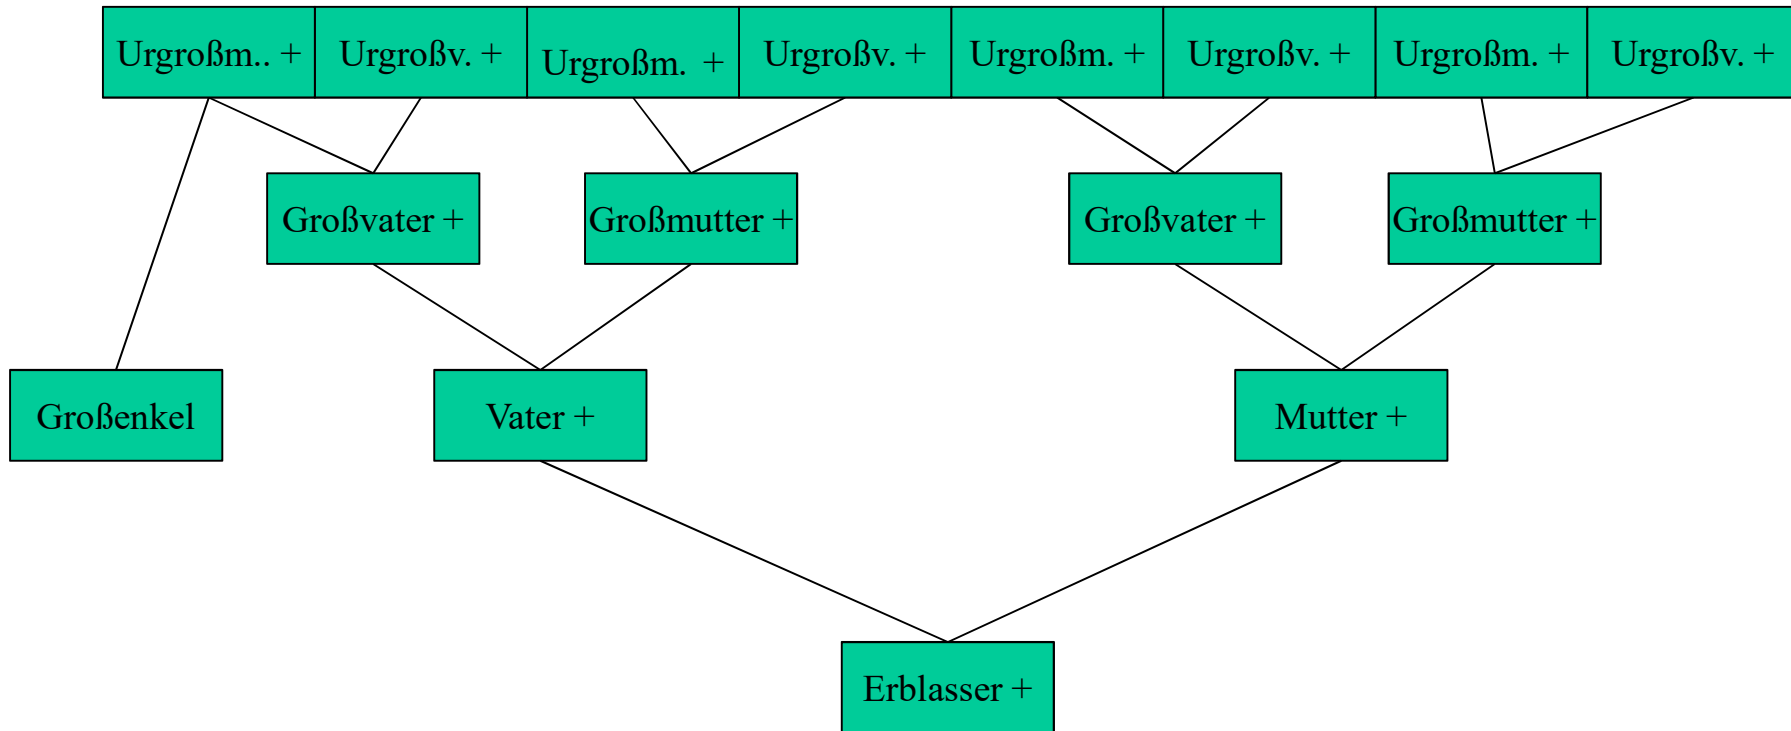 Urgroßm.. +
Urgroßv. +
Urgroßm. +
Urgroßv. +
Urgroßm. +
Urgroßv. +
Urgroßm. +
Urgroßv. +
Großvater +
Großmutter +
Großvater +
Großmutter +
Großenkel
Vater +
Mutter +
Erblasser +